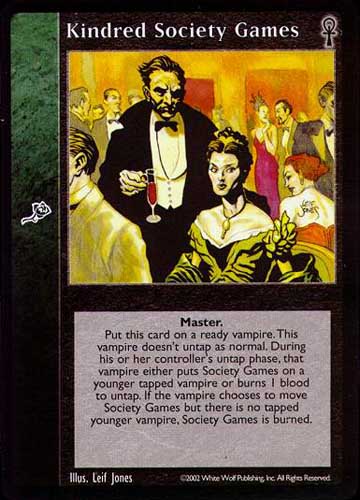 Kindred Society Games
LEIF
JONES
Master.
Put this card on a ready vampire. This
vampire doesn't untap as normal. During
his or her controller's untap phase, that
vampire either puts Society Games on a
younger tapped vampire or burns 1 blood
to untap. If the vampire chooses to move
Society Games but there is no tapped
younger vampire, Society Games is burned.
Illus. Leif Jones
©2002 White Wolf Publishing, Inc. All Rights Reserved.